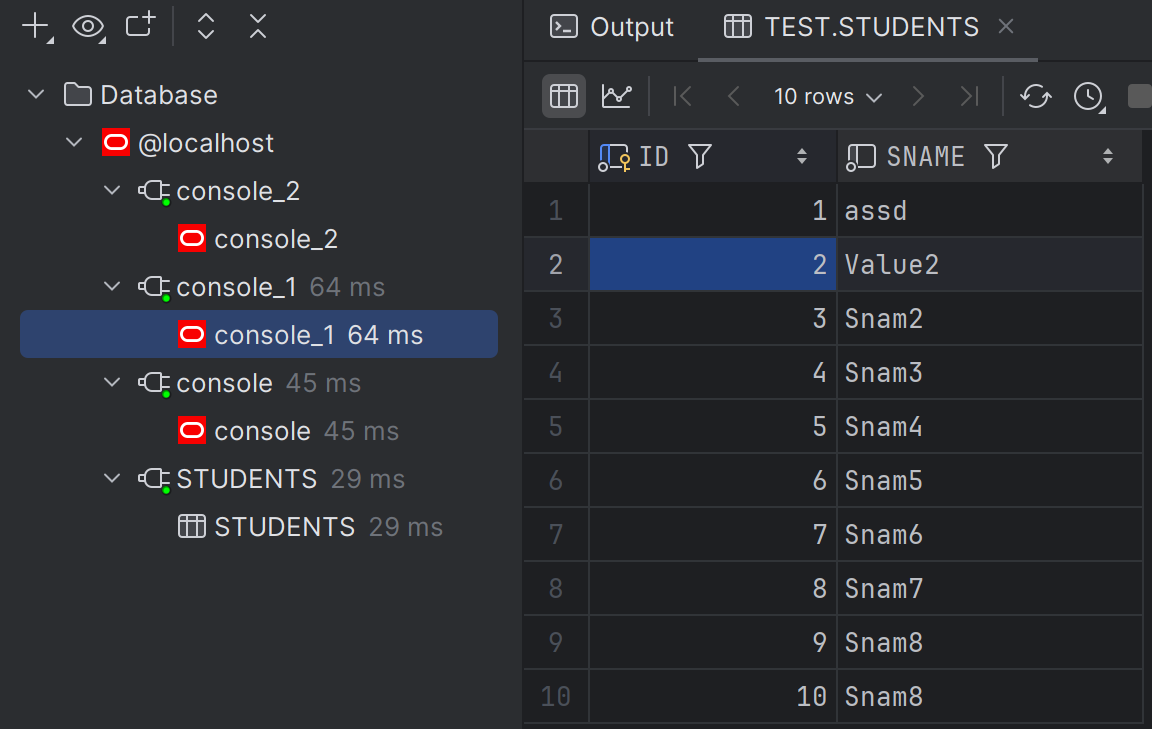 Database
@localhost
console_2
console_2
console_1 64 ms
console_1 64 ms
console 45 ms
console 45 ms
STUDENTS 29 ms
STUDENTS 29 ms
Output TEST.STUDENTS
10 rows
ID SNAME
1 1 assd
2 2 Value2
3 3 Snam2
4 4 Snam3
5 5 Snam4
6 6 Snam5
7 7 Snam6
8 8 Snam7
9 9 Snam8
10 10 Snam8